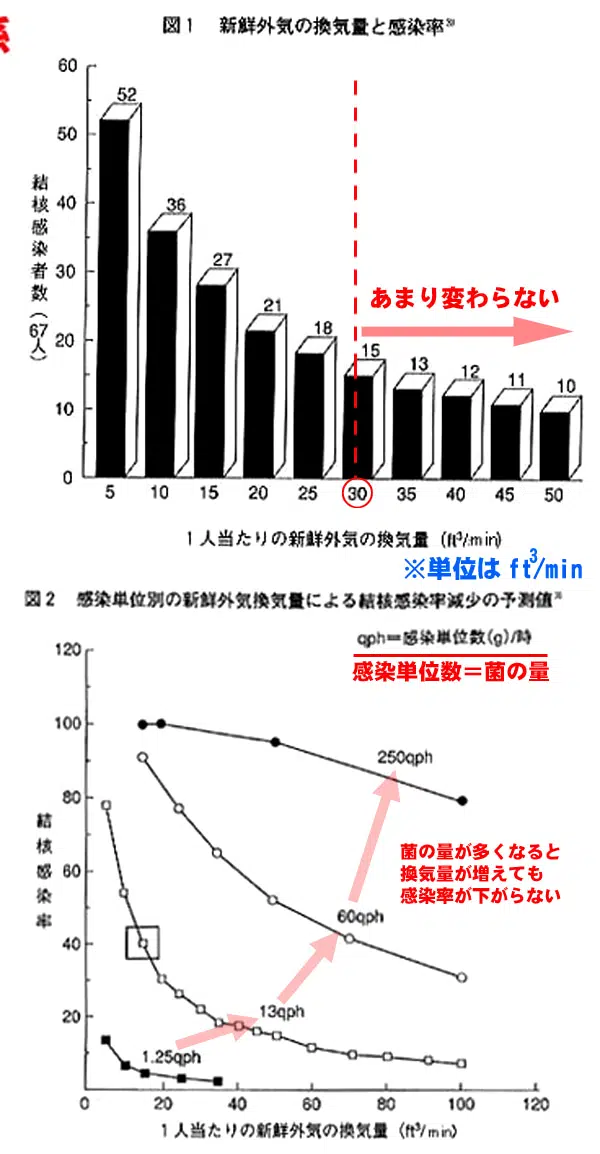 係
図1 新鮮外気の換気量と感染率
60
50
40
30
20
10
0
結核感染者数(67人)
52
36
27
21
18
15
13
12
11
10
あまり変わらない
5 10 15 20 25 30 35 40 45 50
1人当たりの新鮮外気の換気量 (ft³/min)
※単位は ft³/min
図2 感染単位別の新鮮外気換気量による結核感染率減少の予測値
qph=感染単位数(g)/時
感染単位数=菌の量
120
100
80
60
40
20
結核感染率
250qph
菌の量が多くなると
換気量が増えても
感染率が下がらない
60qph
13qph
1.25qph
0 20 40 60 80 100 120
1人当たりの新鮮外気の換気量 (ft³/min)